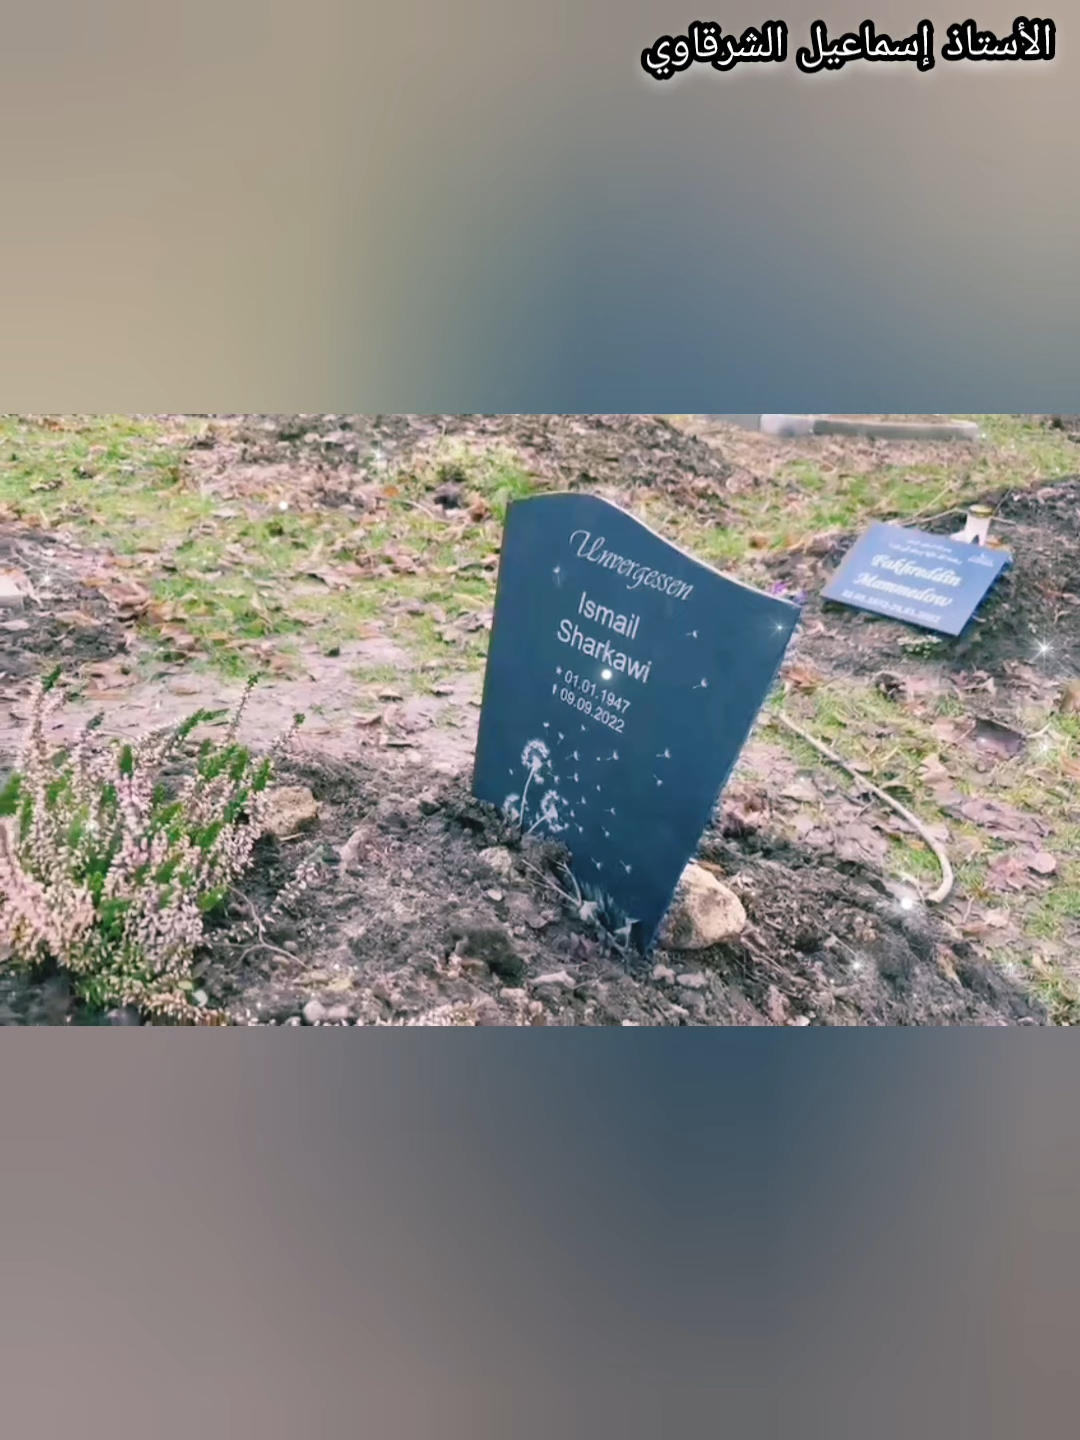 الأستاذ إسماعيل الشرقاوي
Unvergessen
Ismail
Sharkawi
* 01.01.1947
† 09.09.2022
Fakhreddin
Mammedow